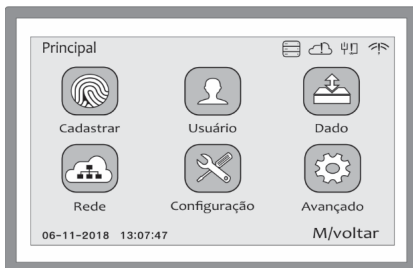 Principal
Cadastrar Usuário Dado
Rede Configuração Avançado
06-11-2018 13:07:47 M/voltar